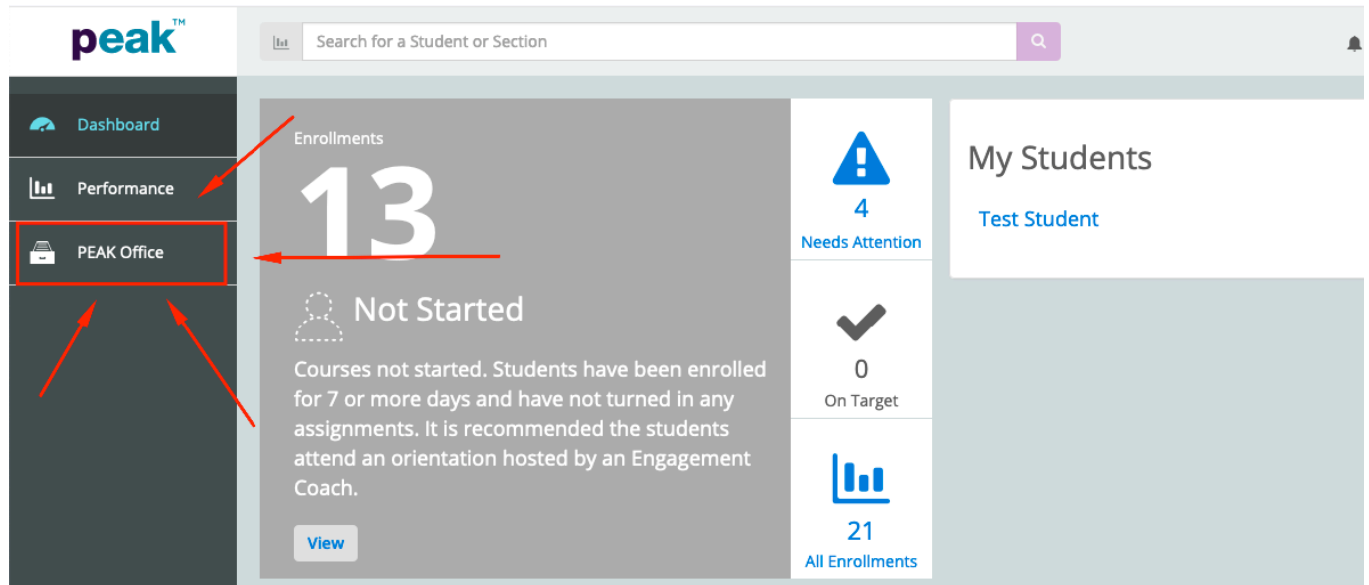 peak™
Search for a Student or Section
Dashboard
Performance
PEAK Office
Enrollments
13
Not Started
Courses not started. Students have been enrolled
for 7 or more days and have not turned in any
assignments. It is recommended the students
attend an orientation hosted by an Engagement
Coach.
View
4
Needs Attention
0
On Target
21
All Enrollments
My Students
Test Student